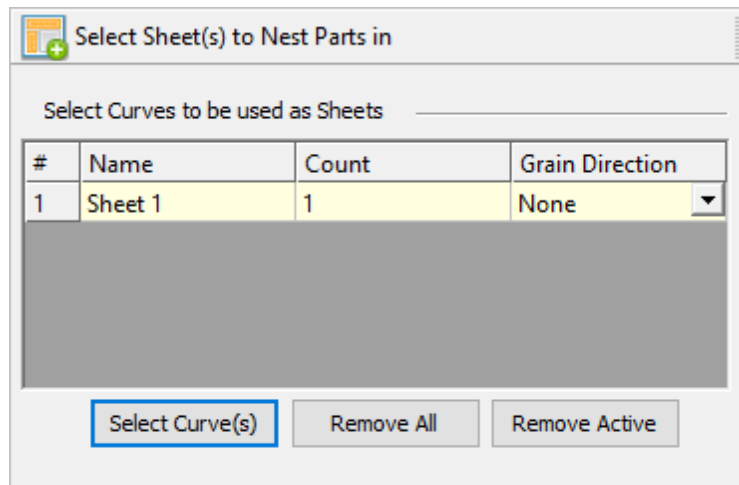 Select Sheet(s) to Nest Parts in
Select Curves to be used as Sheets
# Name Count Grain Direction
1 Sheet 1 1 None
Select Curve(s) Remove All Remove Active